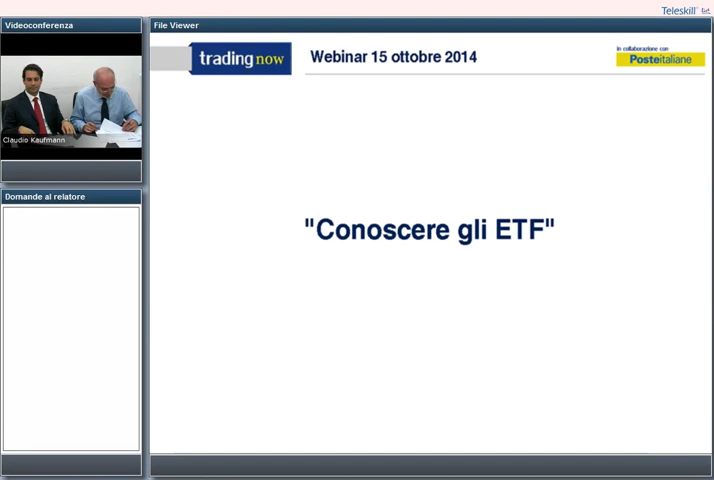 Teleskill
Videoconferenza
File Viewer
trading now
Webinar 15 ottobre 2014
in collaborazione con
Posteitaliane
Claudio Kaufmann
Domande al relatore
"Conoscere gli ETF"